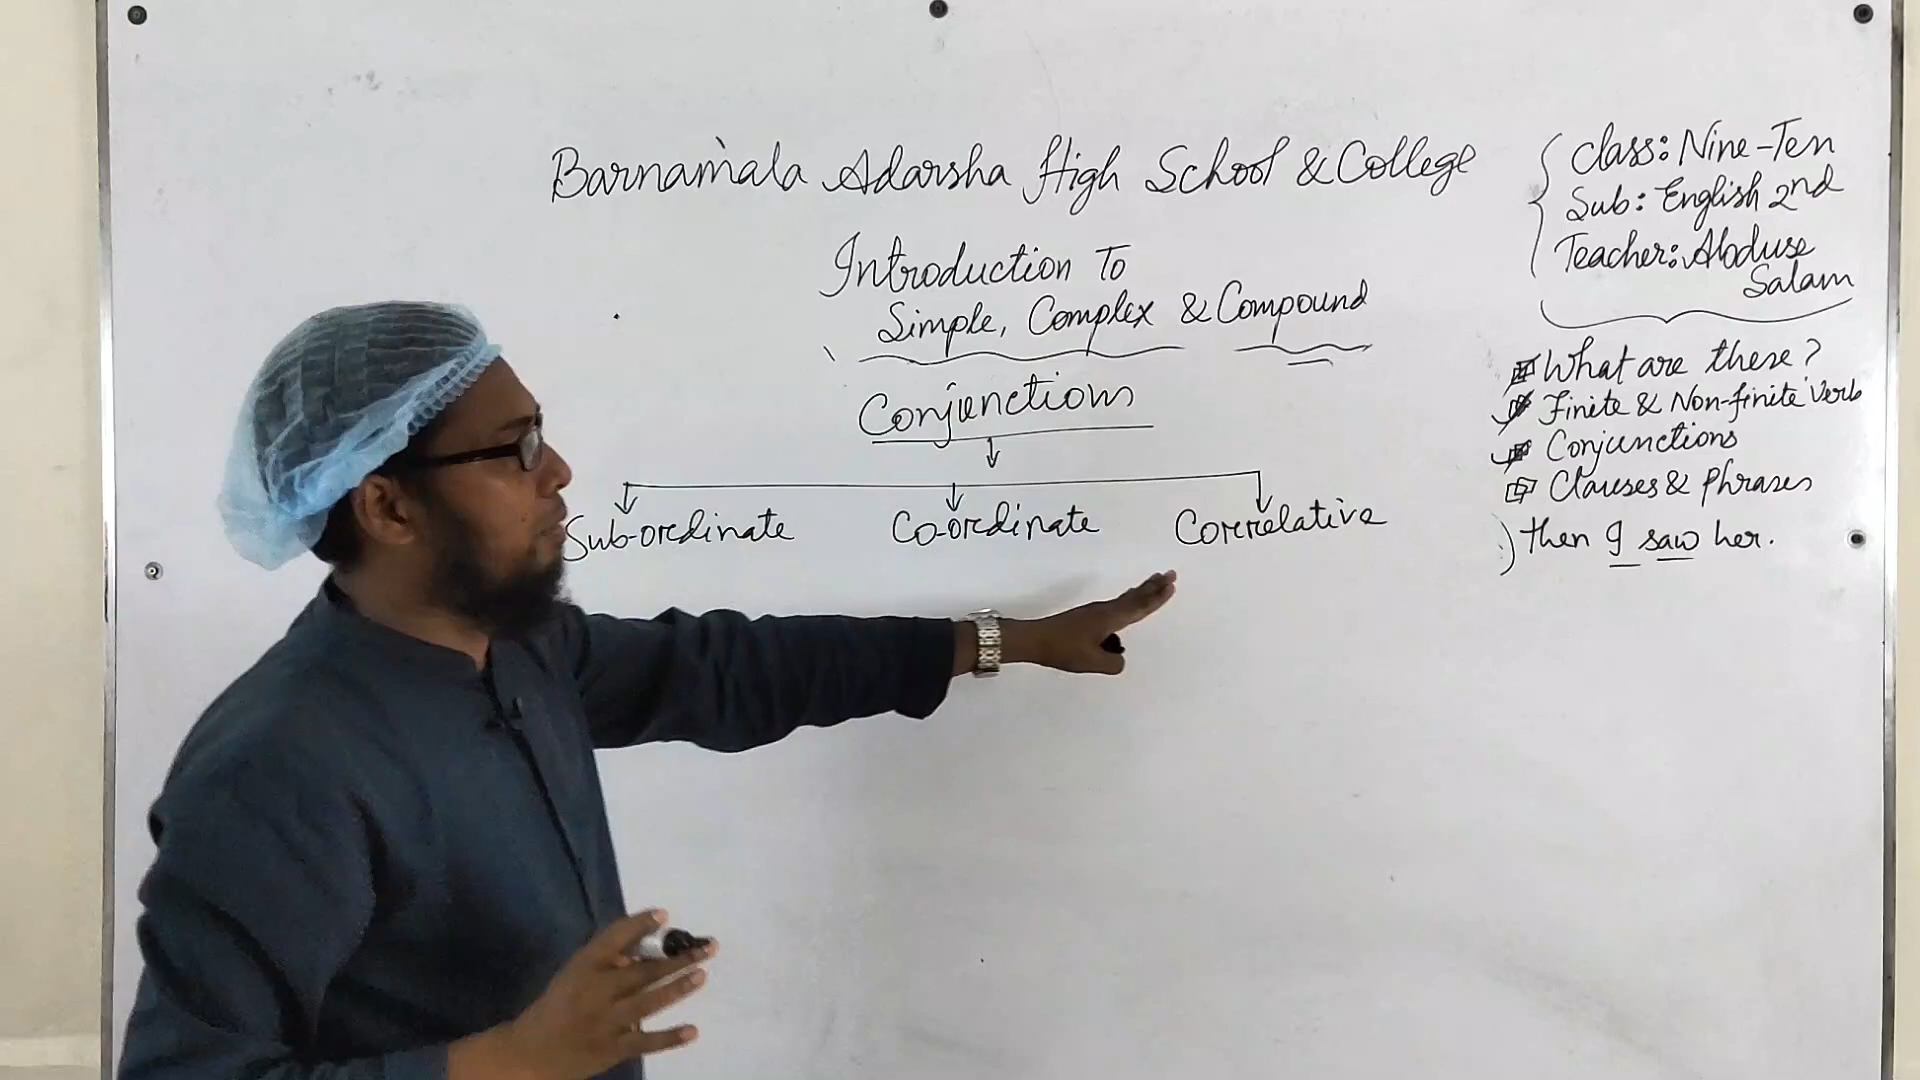 Barnamala Adarsha High School & College
Introduction To
Simple, Complex & Compound
Conjunctions
Sub-ordinate Co-ordinate Correlative
Class: Nine-Ten
Sub: English 2nd
Teacher: Abduse
Salam
What are these?
Finite & Non-finite Verb
Conjunctions
Clauses & Phrases
then I saw her.